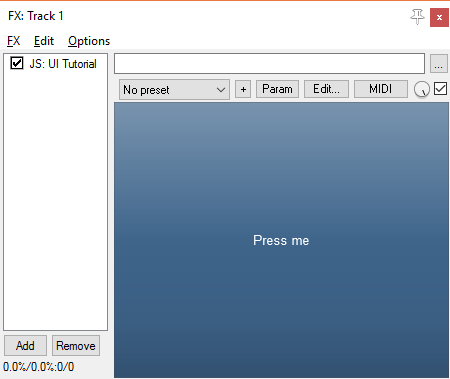 FX: Track 1
FX Edit Options
JS: UI Tutorial
...
No preset + Param Edit... MIDI
Press me
Add Remove
0.0%/0.0%:0/0